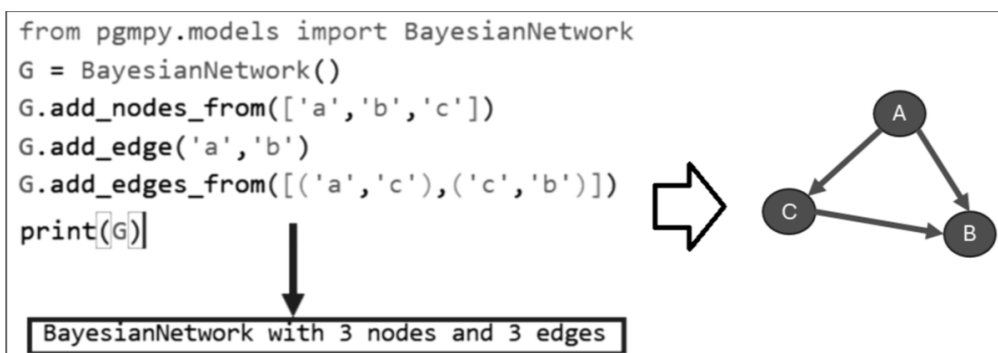 from pgmpy.models import BayesianNetwork
G = BayesianNetwork()
G.add_nodes_from(['a','b','c'])
G.add_edge('a','b')
G.add_edges_from([('a','c'),('c','b')])
print(G)
BayesianNetwork with 3 nodes and 3 edges
A
C
B